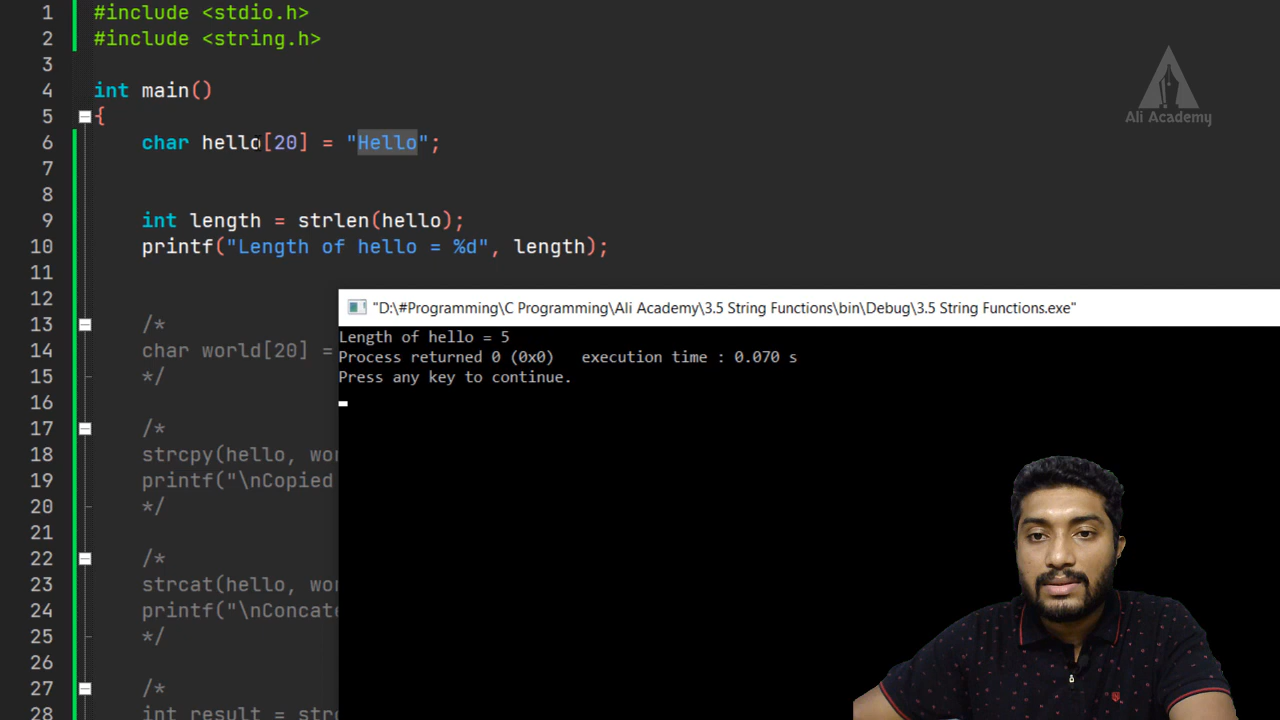 1 #include <stdio.h>
2 #include <string.h>
3
4 int main()
5 {
6 char hello[20] = "Hello";
7
8
9 int length = strlen(hello);
10 printf("Length of hello = %d", length);
11
12
13 /*
14 char world[20] =
15 */
16
17 /*
18 strcpy(hello, wor
19 printf("\nCopied
20 */
21
22 /*
23 strcat(hello, wor
24 printf("\nConcate
25 */
26
27 /*
28 int result = str
Ali Academy
"D:\#Programming\C Programming\Ali Academy\3.5 String Functions\bin\Debug\3.5 String Functions.exe"
Length of hello = 5
Process returned 0 (0x0) execution time : 0.070 s
Press any key to continue.